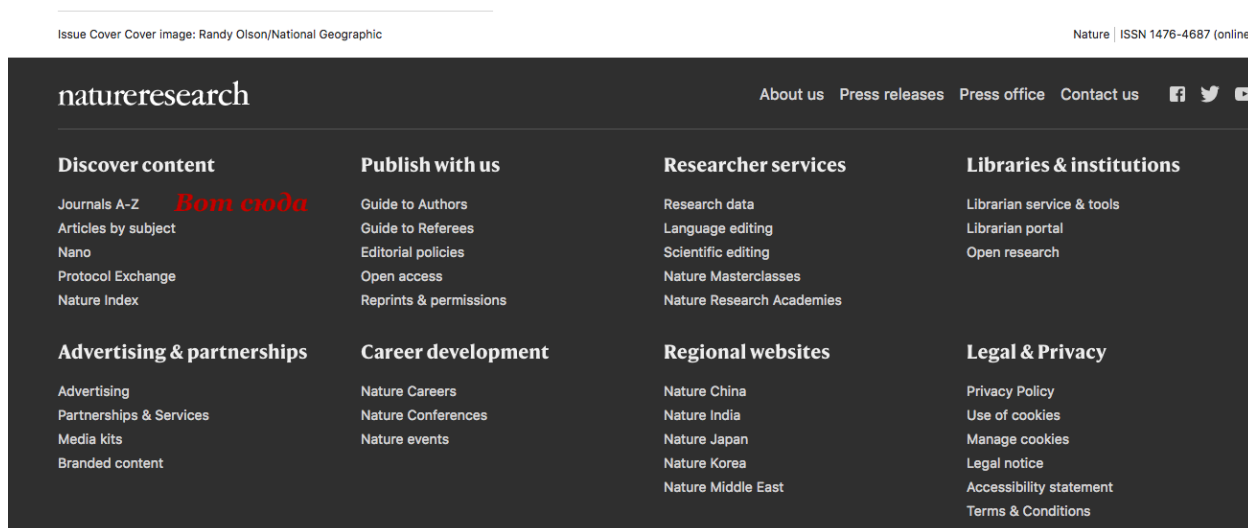 Issue Cover Cover image: Randy Olson/National Geographic
Nature | ISSN 1476-4687 (online
natureresearch
About us Press releases Press office Contact us
Discover content
Journals A-Z Вот сюда
Articles by subject
Nano
Protocol Exchange
Nature Index
Publish with us
Guide to Authors
Guide to Referees
Editorial policies
Open access
Reprints & permissions
Researcher services
Research data
Language editing
Scientific editing
Nature Masterclasses
Nature Research Academies
Libraries & institutions
Librarian service & tools
Librarian portal
Open research
Advertising & partnerships
Advertising
Partnerships & Services
Media kits
Branded content
Career development
Nature Careers
Nature Conferences
Nature events
Regional websites
Nature China
Nature India
Nature Japan
Nature Korea
Nature Middle East
Legal & Privacy
Privacy Policy
Use of cookies
Manage cookies
Legal notice
Accessibility statement
Terms & Conditions